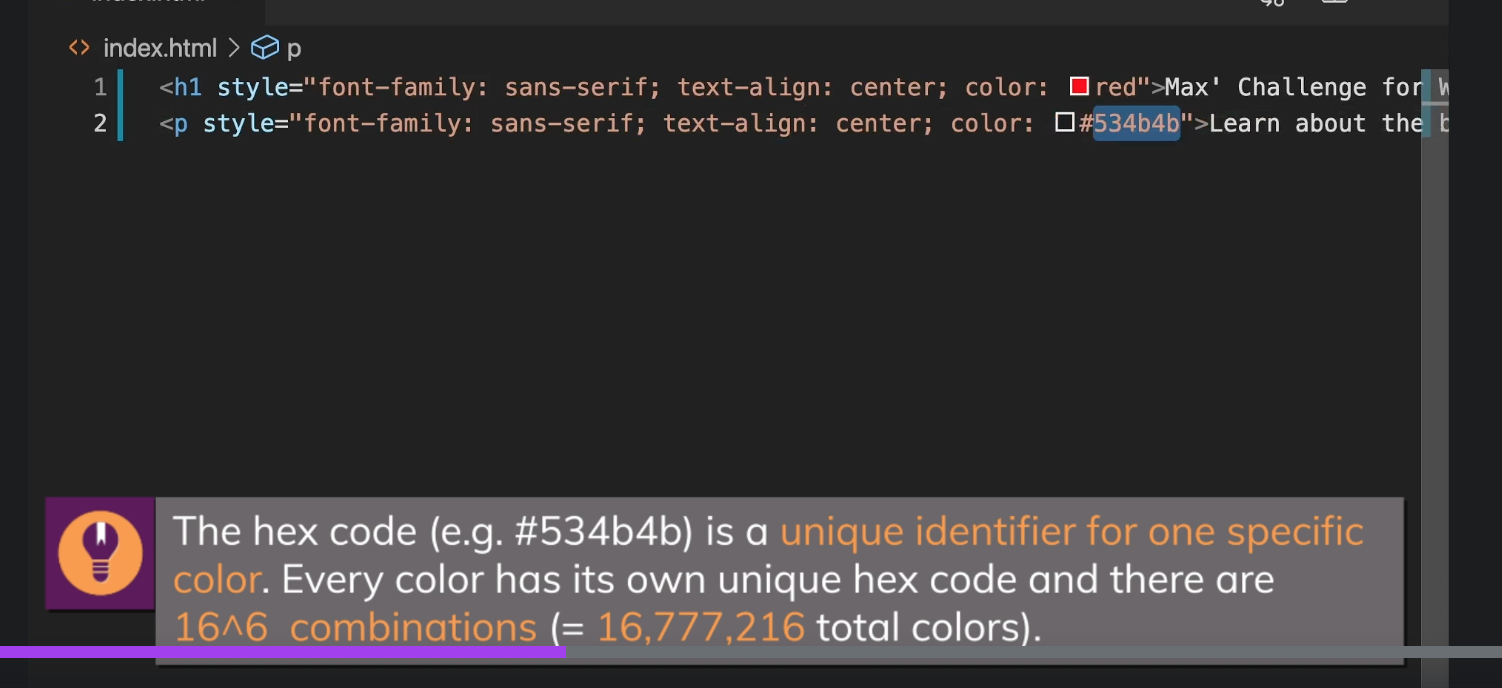 index.html > p
1 <h1 style="font-family: sans-serif; text-align: center; color: red">Max' Challenge for W
2 <p style="font-family: sans-serif; text-align: center; color: #534b4b">Learn about the b
The hex code (e.g. #534b4b) is a unique identifier for one specific
color. Every color has its own unique hex code and there are
16^6 combinations (= 16,777,216 total colors).